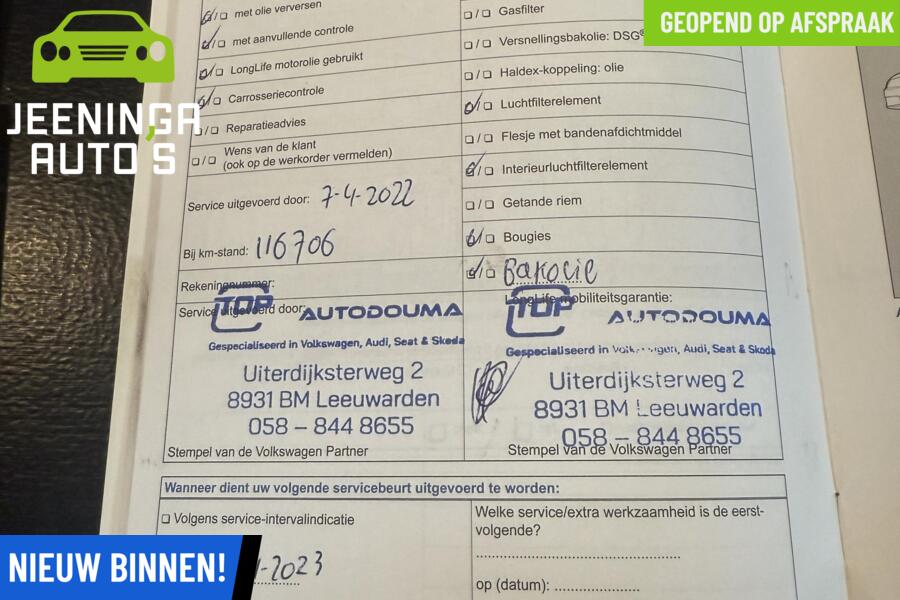 GEOPEND OP AFSPRAAK
JEENINGA
AUTO'S
met olie verversen
met aanvullende controle
LongLife motorolie gebruikt
Carrosseriecontrole
Reparatieadvies
Wens van de klant
(ook op de werkorder vermelden)
Service uitgevoerd door: 7-4-2022
Bij km-stand: 116706
Rekeningnummer:
Service uitgevoerd door:
TOP AUTODOUMA
Gespecialiseerd in Volkswagen, Audi, Seat & Skoda
Uiterdijksterweg 2
8931 BM Leeuwarden
058 – 844 8655
Stempel van de Volkswagen Partner
Gasfilter
Versnellingsbakolie: DSG®
Haldex-koppeling: olie
Luchtfilterelement
Flesje met bandenafdichtmiddel
Interieurluchtfilterelement
Getande riem
Bougies
Bakolie
LongLife mobiliteitsgarantie:
TOP AUTODOUMA
Gespecialiseerd in Volkswagen, Audi, Seat & Skoda
Uiterdijksterweg 2
8931 BM Leeuwarden
058 – 844 8655
Stempel van de Volkswagen Partner
Wanneer dient uw volgende servicebeurt uitgevoerd te worden:
Volgens service-intervalindicatie
-2023
Welke service/extra werkzaamheid is de eerst-
volgende?
op (datum):
NIEUW BINNEN!